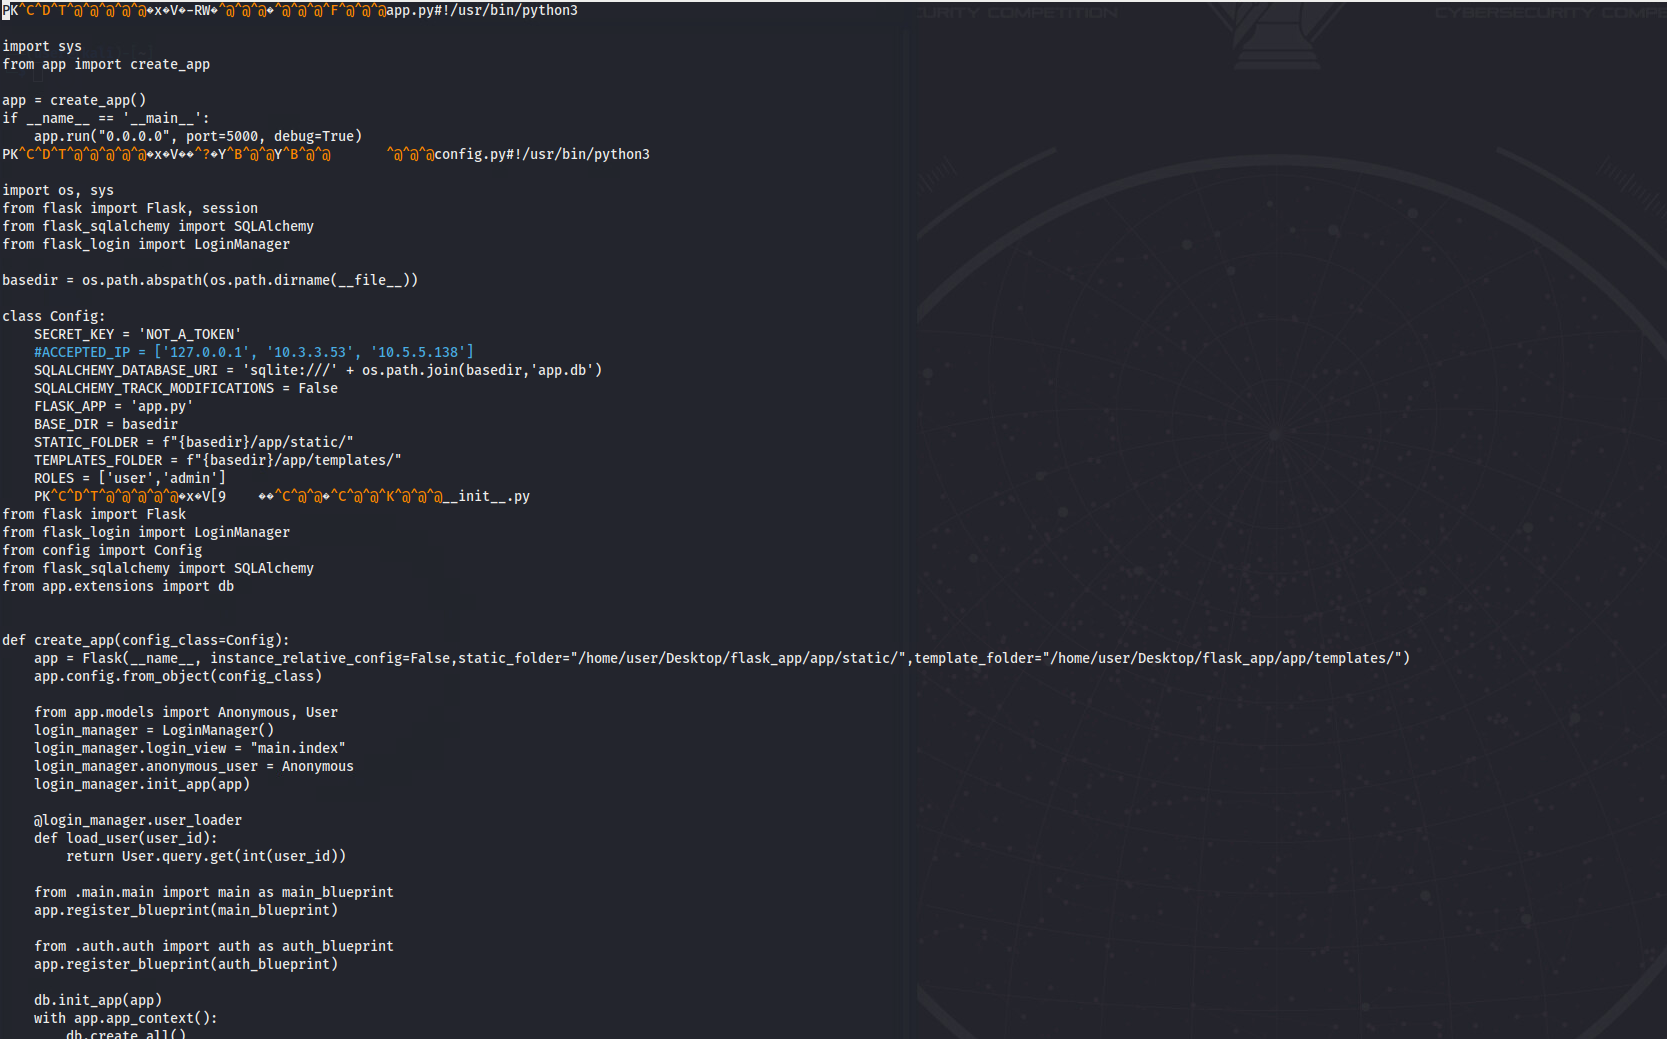 PK^C^D^T^@^@^@^@^@�x�V�-RW�^@^@^@�^@^@^@^F^@^@^@app.py#!/usr/bin/python3
URITY COMPETITION
CYBERSECURITY COMPE
import sys
from app import create_app
app = create_app()
if __name__ == '__main__':
    app.run("0.0.0.0", port=5000, debug=True)
PK^C^D^T^@^@^@^@^@�x�V��^?�Y^B^@^@Y^B^@^@       ^@^@^@config.py#!/usr/bin/python3
import os, sys
from flask import Flask, session
from flask_sqlalchemy import SQLAlchemy
from flask_login import LoginManager
basedir = os.path.abspath(os.path.dirname(__file__))
class Config:
    SECRET_KEY = 'NOT_A_TOKEN'
    #ACCEPTED_IP = ['127.0.0.1', '10.3.3.53', '10.5.5.138']
    SQLALCHEMY_DATABASE_URI = 'sqlite:///' + os.path.join(basedir,'app.db')
    SQLALCHEMY_TRACK_MODIFICATIONS = False
    FLASK_APP = 'app.py'
    BASE_DIR = basedir
    STATIC_FOLDER = f"{basedir}/app/static/"
    TEMPLATES_FOLDER = f"{basedir}/app/templates/"
    ROLES = ['user','admin']
    PK^C^D^T^@^@^@^@^@�x�V[9    ��^C^@^@�^C^@^@^K^@^@^@__init__.py
from flask import Flask
from flask_login import LoginManager
from config import Config
from flask_sqlalchemy import SQLAlchemy
from app.extensions import db
def create_app(config_class=Config):
    app = Flask(__name__, instance_relative_config=False,static_folder="/home/user/Desktop/flask_app/app/static/",template_folder="/home/user/Desktop/flask_app/app/templates/")
    app.config.from_object(config_class)
    from app.models import Anonymous, User
    login_manager = LoginManager()
    login_manager.login_view = "main.index"
    login_manager.anonymous_user = Anonymous
    login_manager.init_app(app)
    @login_manager.user_loader
    def load_user(user_id):
        return User.query.get(int(user_id))
    from .main.main import main as main_blueprint
    app.register_blueprint(main_blueprint)
    from .auth.auth import auth as auth_blueprint
    app.register_blueprint(auth_blueprint)
    db.init_app(app)
    with app.app_context():
        db.create_all()